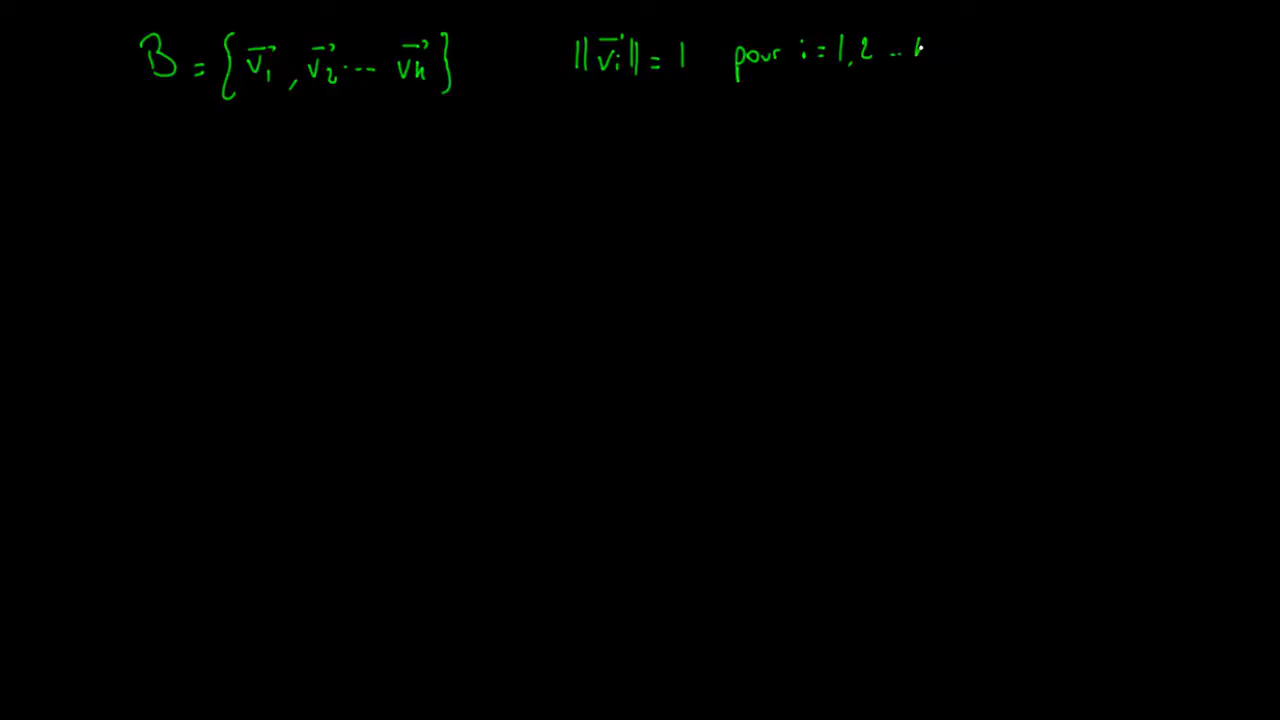 B = { v⃗₁ , v⃗₂ ... v⃗ₖ }   ||v⃗ᵢ|| = 1   pour i = 1, 2 ..